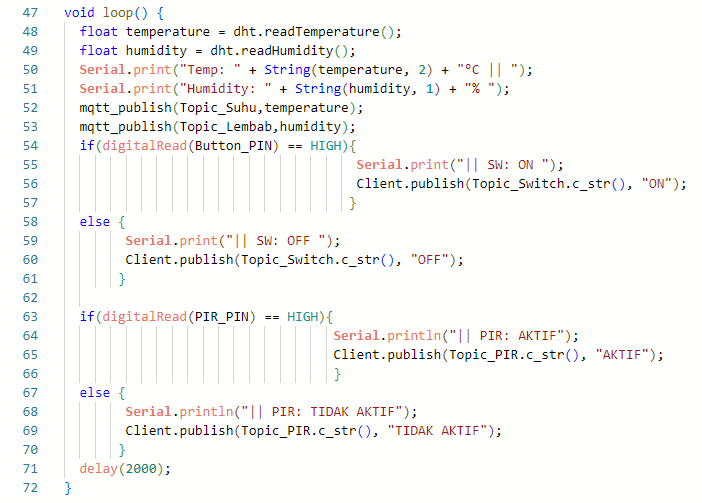 47 void loop() {
48   float temperature = dht.readTemperature();
49   float humidity = dht.readHumidity();
50   Serial.print("Temp: " + String(temperature, 2) + "ºC || ");
51   Serial.print("Humidity: " + String(humidity, 1) + "% ");
52   mqtt_publish(Topic_Suhu,temperature);
53   mqtt_publish(Topic_Lembab,humidity);
54   if(digitalRead(Button_PIN) == HIGH){
55                                       Serial.print("|| SW: ON ");
56                                       Client.publish(Topic_Switch.c_str(), "ON");
57                                      }
58   else {
59         Serial.print("|| SW: OFF ");
60         Client.publish(Topic_Switch.c_str(), "OFF");
61        }
62
63   if(digitalRead(PIR_PIN) == HIGH){
64                                    Serial.println("|| PIR: AKTIF");
65                                    Client.publish(Topic_PIR.c_str(), "AKTIF");
66                                    }
67   else {
68         Serial.println("|| PIR: TIDAK AKTIF");
69         Client.publish(Topic_PIR.c_str(), "TIDAK AKTIF");
70        }
71   delay(2000);
72 }